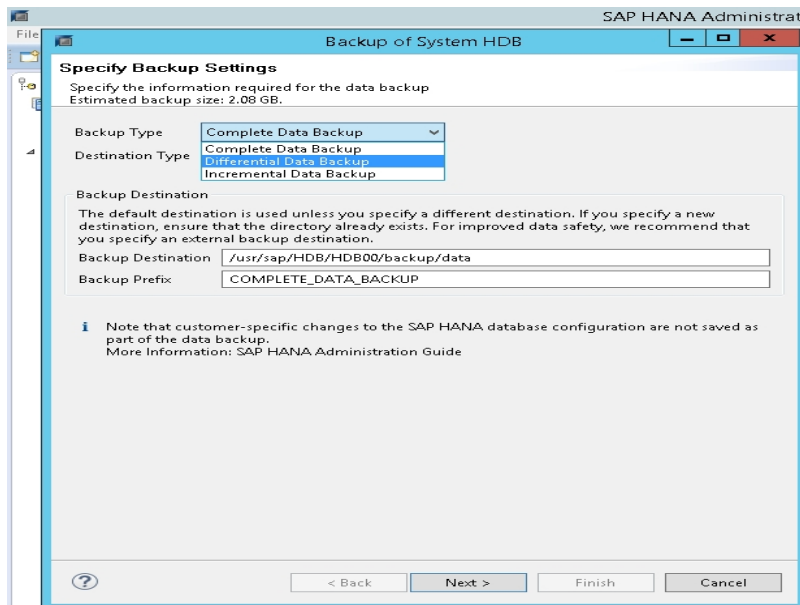 SAP HANA Administrat
File
Backup of System HDB
Specify Backup Settings
Specify the information required for the data backup
Estimated backup size: 2.08 GB.
Backup Type Complete Data Backup
Complete Data Backup
Destination Type Differential Data Backup
Incremental Data Backup
Backup Destination
The default destination is used unless you specify a different destination. If you specify a new
destination, ensure that the directory already exists. For improved data safety, we recommend that
you specify an external backup destination.
Backup Destination /usr/sap/HDB/HDB00/backup/data
Backup Prefix COMPLETE_DATA_BACKUP
i Note that customer-specific changes to the SAP HANA database configuration are not saved as
part of the data backup.
More Information: SAP HANA Administration Guide
? < Back Next > Finish Cancel